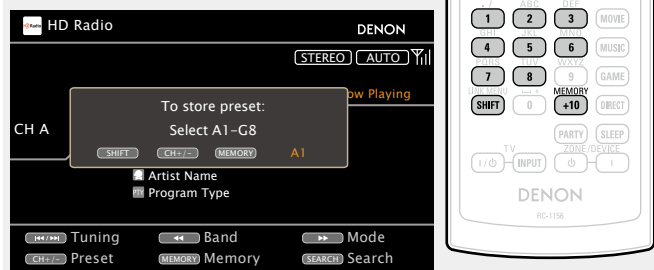 HD Radio
DENON
STEREO AUTO
ow Playing
To store preset:
Select A1–G8
SHIFT CH+/– MEMORY A1
CH A
Artist Name
PTY Program Type
Tuning Band Mode
CH+/– Preset MEMORY Memory SEARCH Search
./ ABC DEF
1 2 3 MOVIE
GHI JKL MNO
4 5 6 MUSIC
PQRS TUV WXYZ
7 8 9 GAME
LINK MENU MEMORY
SHIFT 0 +10 DIRECT
PARTY SLEEP
TV ZONE/DEVICE
INPUT
DENON
RC-1156